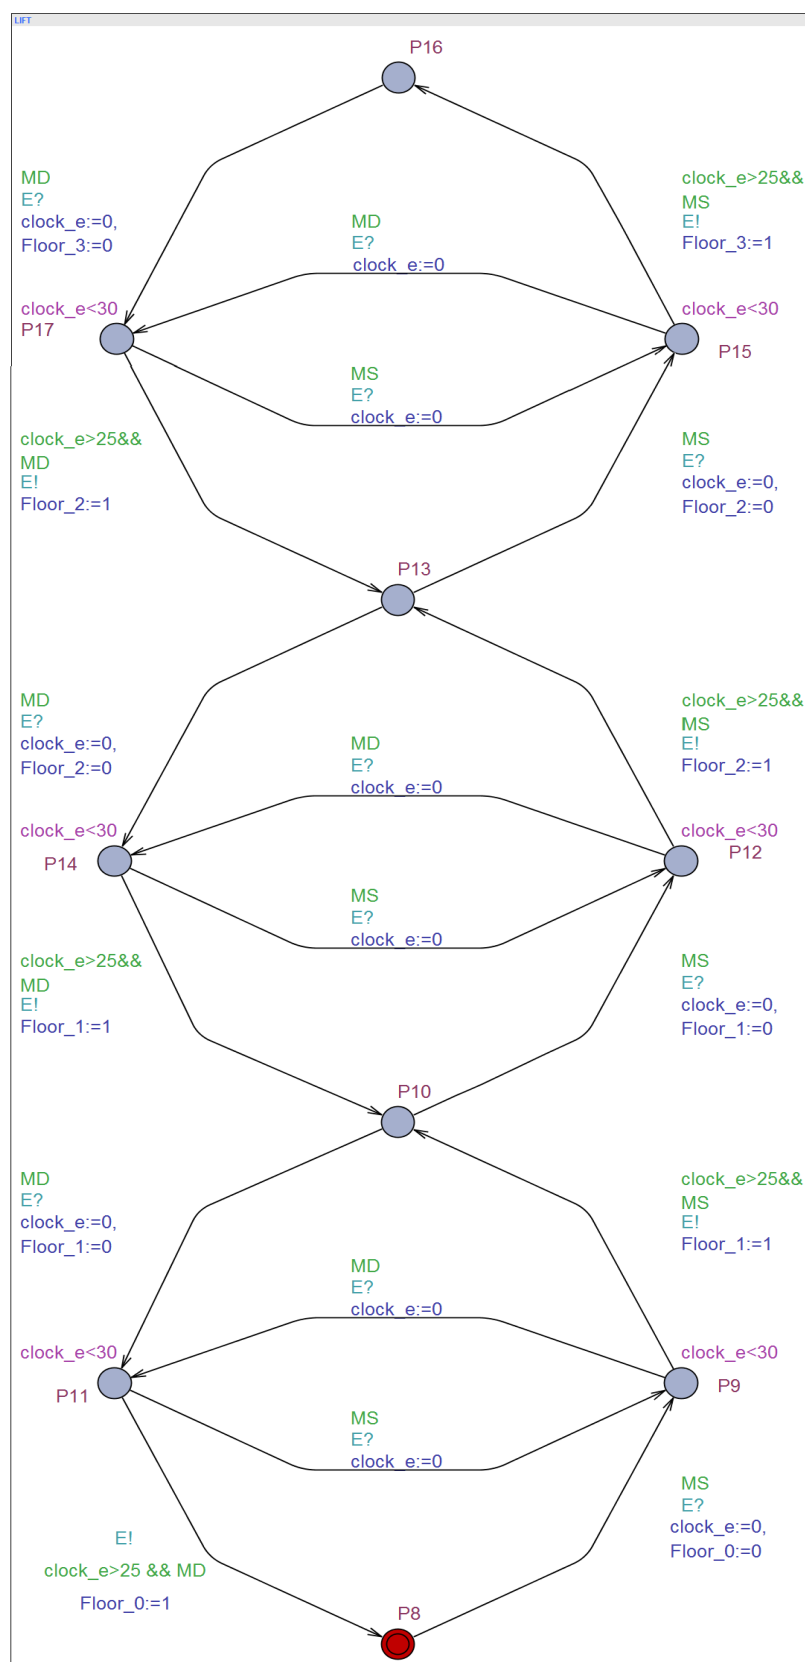 LIFT
P16
MD
E?
clock_e:=0,
Floor_3:=0
clock_e>25&&
MS
E!
Floor_3:=1
MD
E?
clock_e:=0
clock_e<30
P17
clock_e<30
P15
MS
E?
clock_e:=0
clock_e>25&&
MD
E!
Floor_2:=1
MS
E?
clock_e:=0,
Floor_2:=0
P13
MD
E?
clock_e:=0,
Floor_2:=0
clock_e>25&&
MS
E!
Floor_2:=1
MD
E?
clock_e:=0
clock_e<30
P14
clock_e<30
P12
MS
E?
clock_e:=0
clock_e>25&&
MD
E!
Floor_1:=1
MS
E?
clock_e:=0,
Floor_1:=0
P10
MD
E?
clock_e:=0,
Floor_1:=0
clock_e>25&&
MS
E!
Floor_1:=1
MD
E?
clock_e:=0
clock_e<30
P11
clock_e<30
P9
MS
E?
clock_e:=0
MS
E?
clock_e:=0,
Floor_0:=0
E!
clock_e>25 && MD
Floor_0:=1
P8